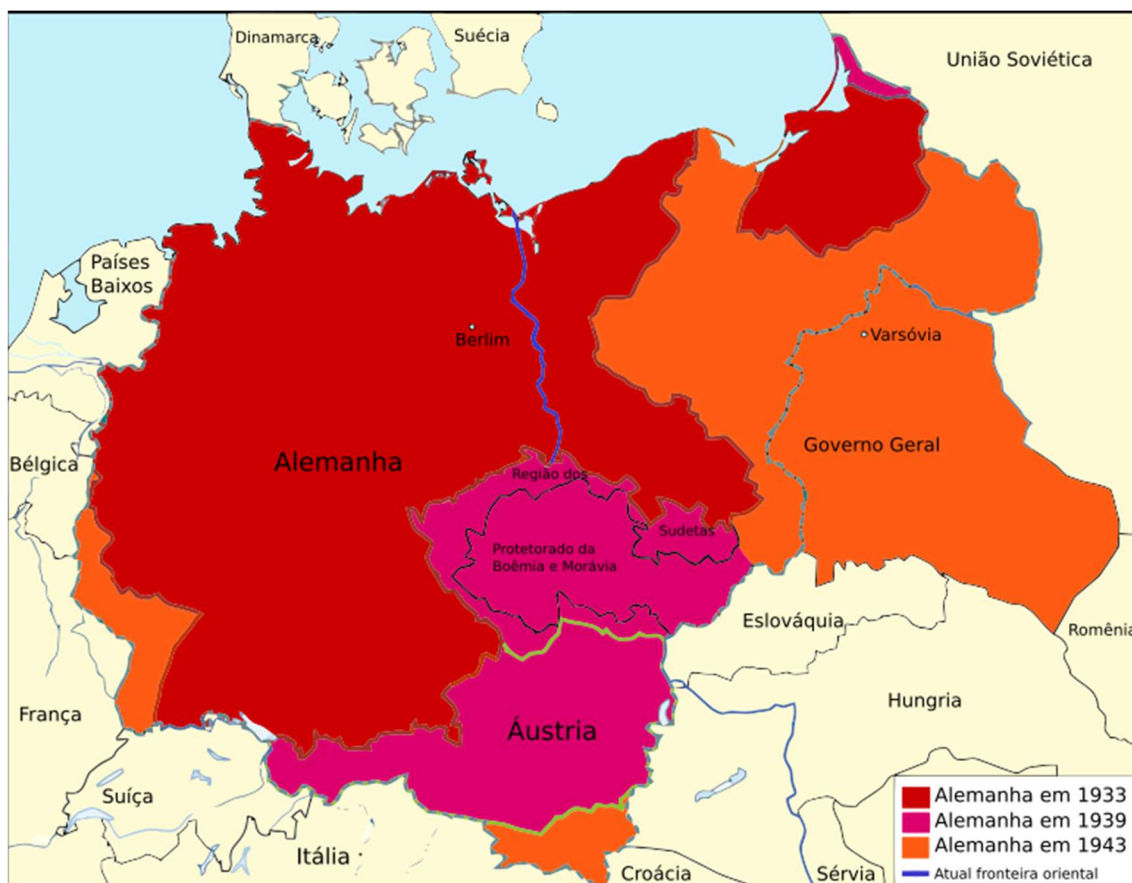 Dinamarca
Suécia
União Soviética
Países
Baixos
Berlim
Varsóvia
Bélgica
Alemanha
Governo Geral
Região dos
Sudetas
Protetorado da
Boêmia e Morávia
Eslováquia
Romênia
França
Áustria
Hungria
Suíça
Itália
Croácia
Sérvia
Alemanha em 1933
Alemanha em 1939
Alemanha em 1943
Atual fronteira oriental